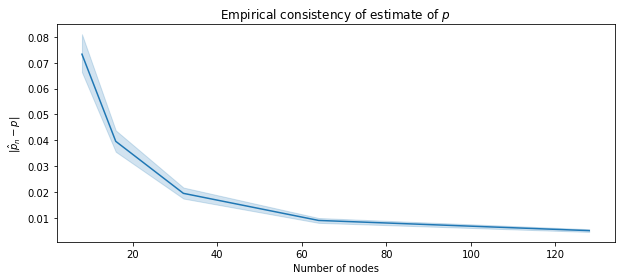 Empirical consistency of estimate of p
0.08
0.07
0.06
0.05
0.04
0.03
0.02
0.01
|p̂ₙ − p|
20 40 60 80 100 120
Number of nodes